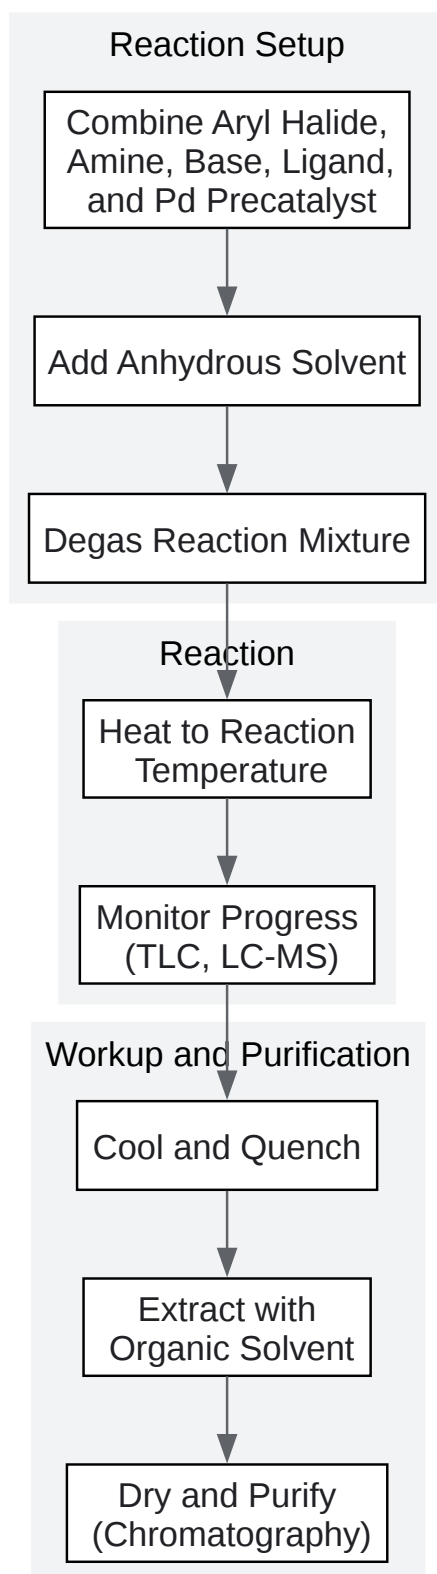 Reaction Setup
Combine Aryl Halide,
Amine, Base, Ligand,
and Pd Precatalyst
Add Anhydrous Solvent
Degas Reaction Mixture
Reaction
Heat to Reaction
Temperature
Monitor Progress
(TLC, LC-MS)
Workup and Purification
Cool and Quench
Extract with
Organic Solvent
Dry and Purify
(Chromatography)